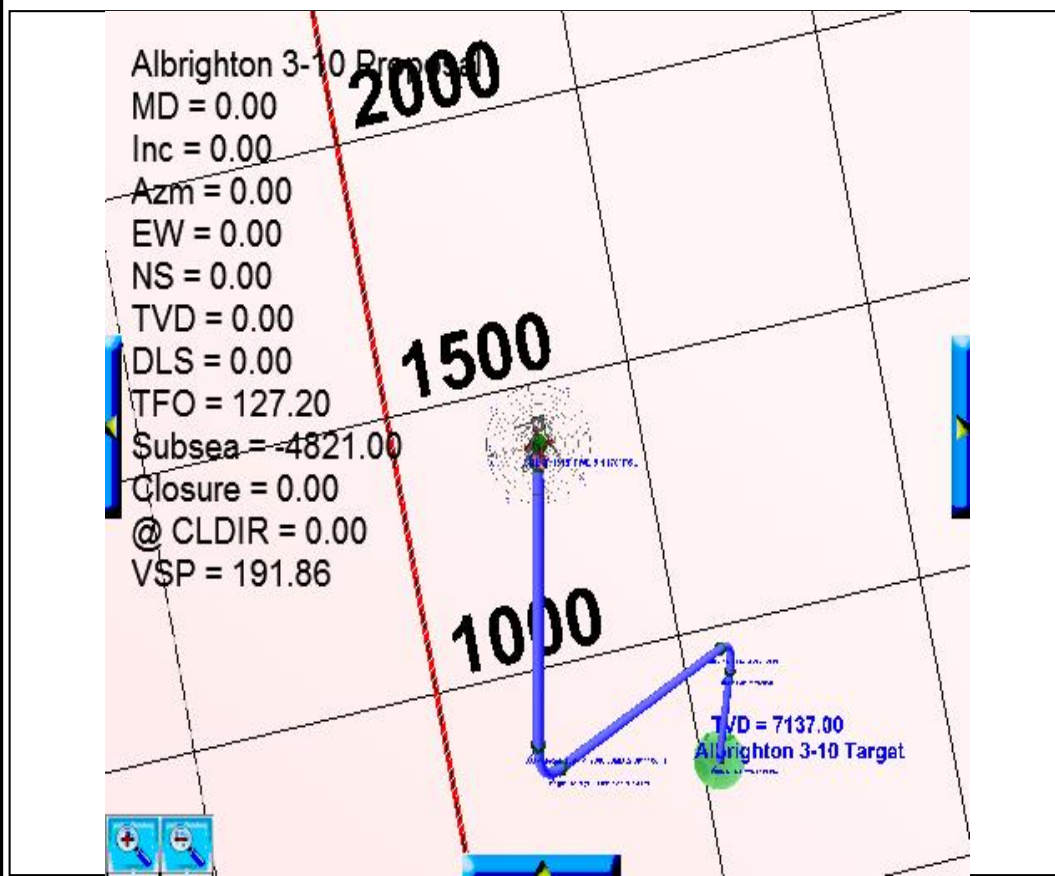 Albrighton 3-10 Proposal
2000
MD = 0.00
Inc = 0.00
Azm = 0.00
EW = 0.00
NS = 0.00
TVD = 0.00
1500
DLS = 0.00
TFO = 127.20
Subsea = -4821.00
Closure = 0.00
@ CLDIR = 0.00
VSP = 191.86
1000
TVD = 7137.00
Albrighton 3-10 Target